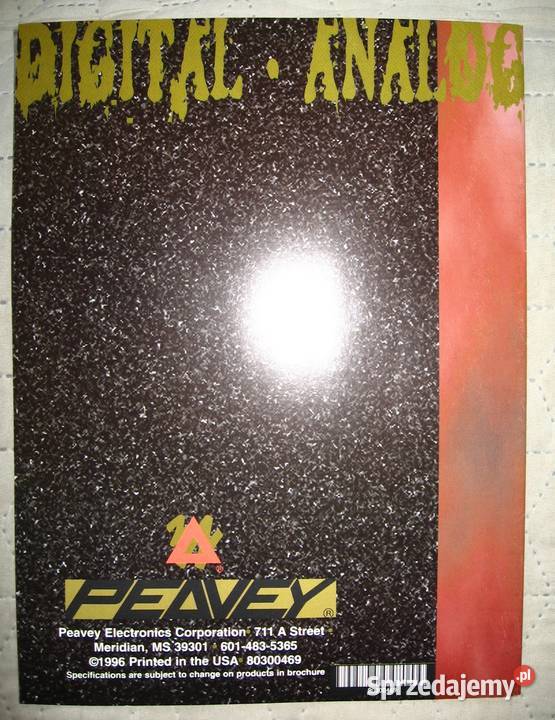 DIGITAL · ANALOG
PEAVEY®
Peavey Electronics Corporation • 711 A Street •
Meridian, MS 39301 • 601-483-5365
©1996 Printed in the USA • 80300469
Specifications are subject to change on products in brochure
Sprzedajemy.pl